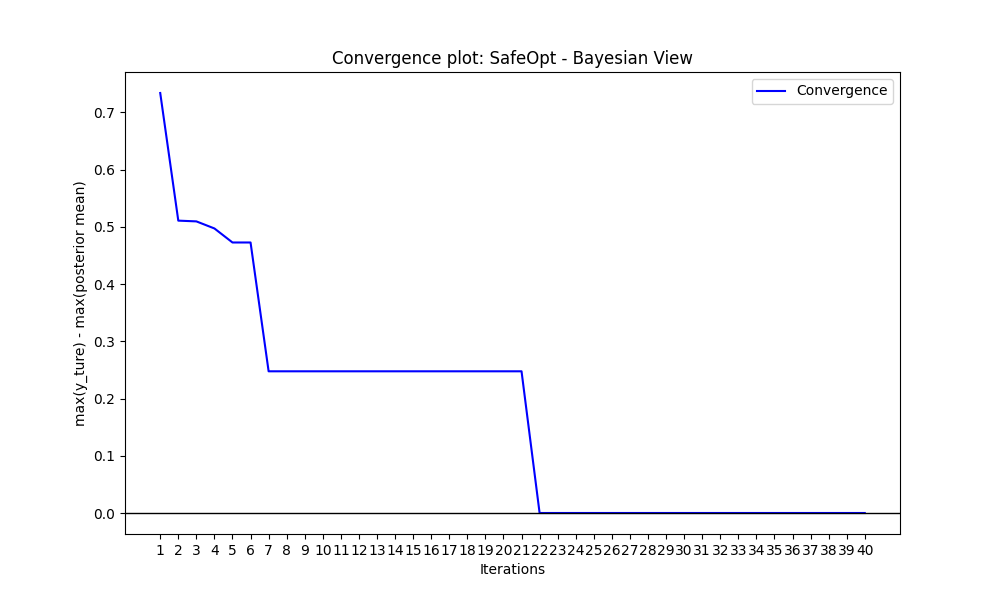 Convergence plot: SafeOpt - Bayesian View
Convergence
max(y_ture) - max(posterior mean)
0.7
0.6
0.5
0.4
0.3
0.2
0.1
0.0
1 2 3 4 5 6 7 8 9 10 11 12 13 14 15 16 17 18 19 20 21 22 23 24 25 26 27 28 29 30 31 32 33 34 35 36 37 38 39 40
Iterations